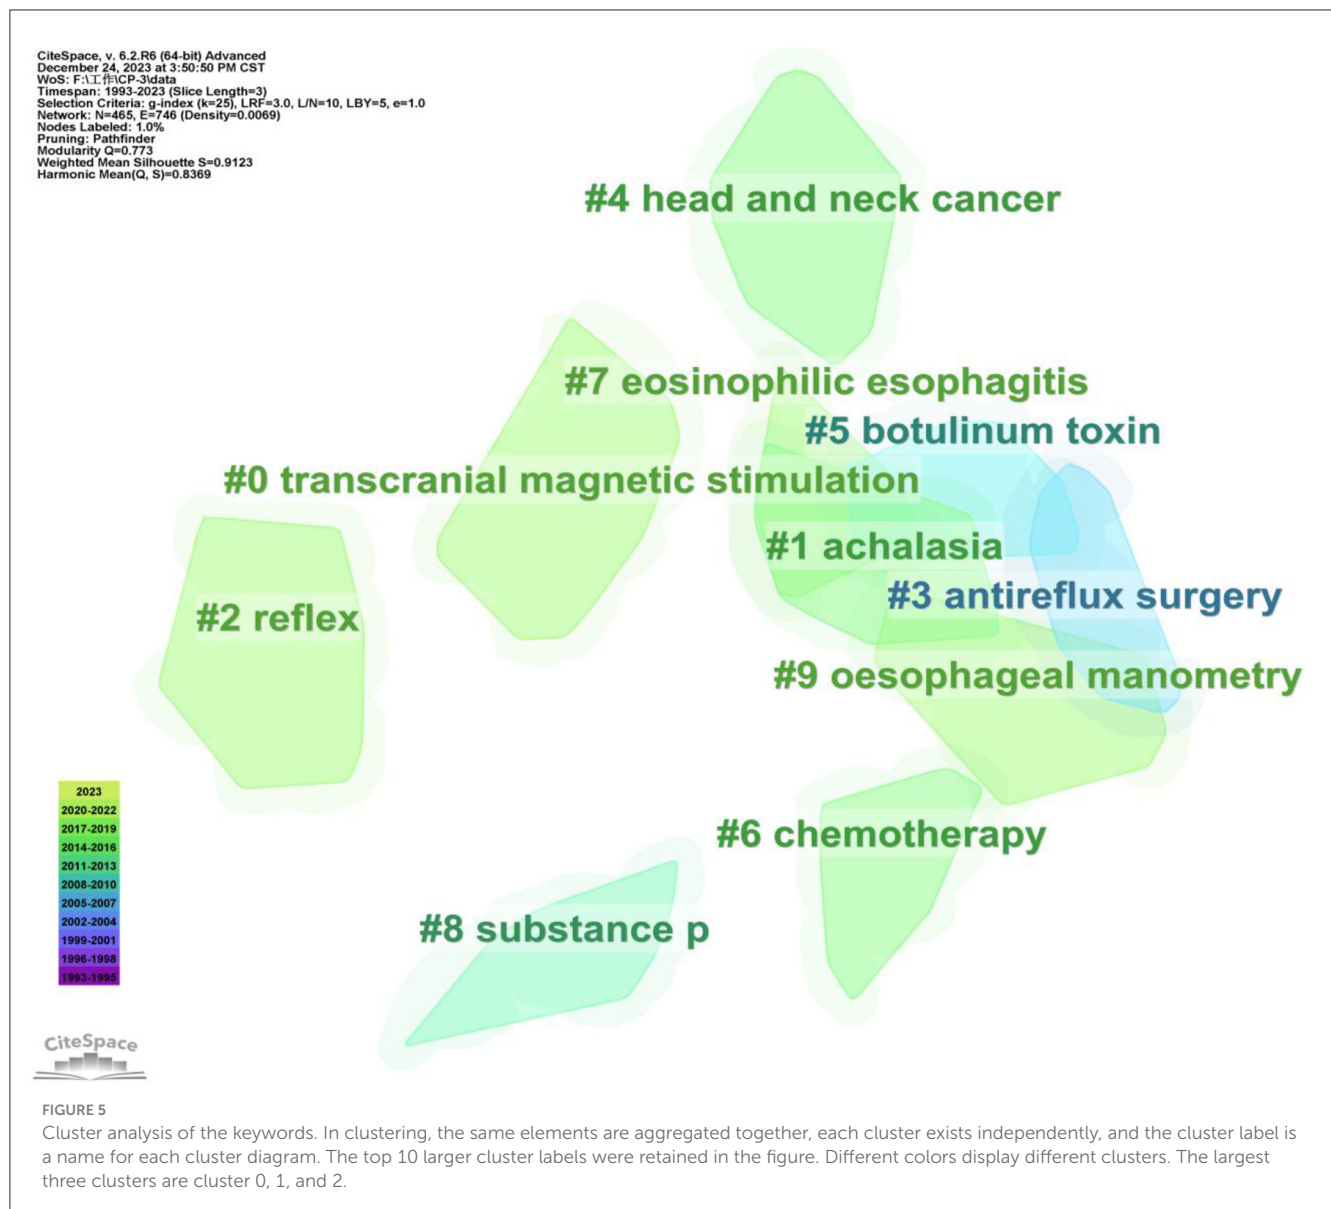 CiteSpace, v. 6.2.R6 (64-bit) Advanced
December 24, 2023 at 3:50:50 PM CST
WoS: F:\工作\CP-3\data
Timespan: 1993-2023 (Slice Length=3)
Selection Criteria: g-index (k=25), LRF=3.0, L/N=10, LBY=5, e=1.0
Network: N=465, E=746 (Density=0.0069)
Nodes Labeled: 1.0%
Pruning: Pathfinder
Modularity Q=0.773
Weighted Mean Silhouette S=0.9123
Harmonic Mean(Q, S)=0.8369
#4 head and neck cancer
#7 eosinophilic esophagitis
#5 botulinum toxin
#0 transcranial magnetic stimulation
#1 achalasia
#3 antireflux surgery
#2 reflex
#9 oesophageal manometry
#6 chemotherapy
#8 substance p
2023
2020-2022
2017-2019
2014-2016
2011-2013
2008-2010
2005-2007
2002-2004
1999-2001
1996-1998
1993-1995
CiteSpace
FIGURE 5
Cluster analysis of the keywords. In clustering, the same elements are aggregated together, each cluster exists independently, and the cluster label is
a name for each cluster diagram. The top 10 larger cluster labels were retained in the figure. Different colors display different clusters. The largest
three clusters are cluster 0, 1, and 2.